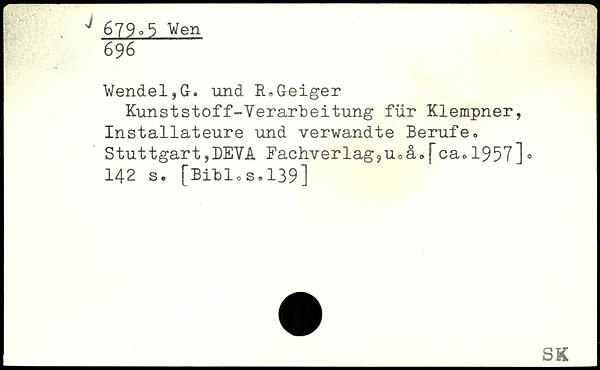 679.5 Wen
696
Wendel,G. und R.Geiger
Kunststoff-Verarbeitung für Klempner,
Installateure und verwandte Berufe.
Stuttgart,DEVA Fachverlag,u.å.[ca.1957].
142 s. [Bibl.s.139]
SK